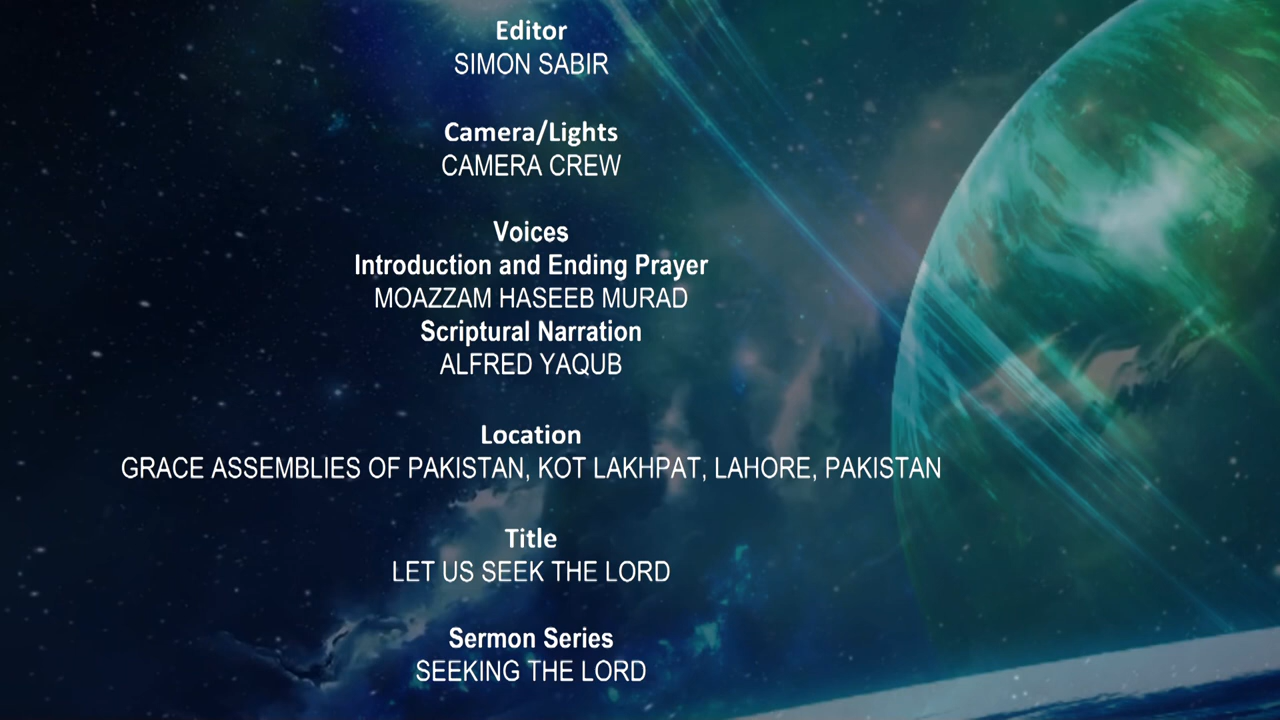 Editor
SIMON SABIR
Camera/Lights
CAMERA CREW
Voices
Introduction and Ending Prayer
MOAZZAM HASEEB MURAD
Scriptural Narration
ALFRED YAQUB
Location
GRACE ASSEMBLIES OF PAKISTAN, KOT LAKHPAT, LAHORE, PAKISTAN
Title
LET US SEEK THE LORD
Sermon Series
SEEKING THE LORD